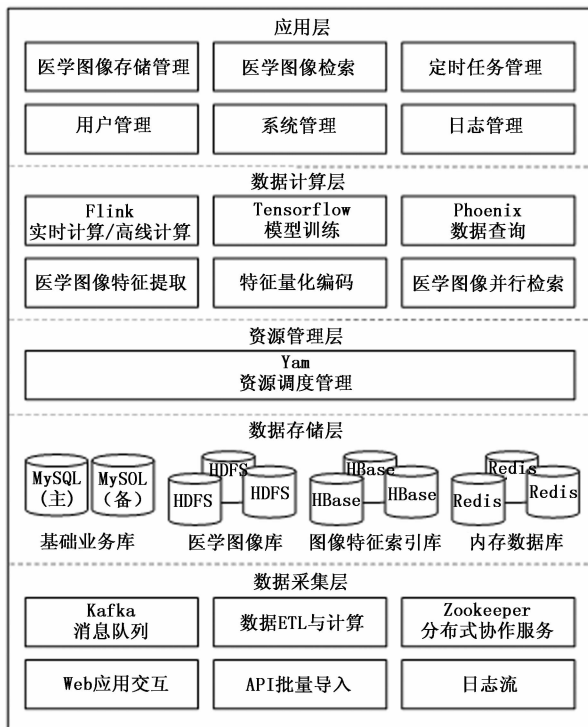 应用层
医学图像存储管理
医学图像检索
定时任务管理
用户管理
系统管理
日志管理
数据计算层
Flink
实时计算/高线计算
Tensorflow
模型训练
Phoenix
数据查询
医学图像特征提取
特征量化编码
医学图像并行检索
资源管理层
Yam
资源调度管理
数据存储层
MySQL
(主)
MySOL
(备)
HDFS
HDFS
HDFS
HBase
HBase
HBase
Redis
Redis
Redis
基础业务库
医学图像库
图像特征索引库
内存数据库
数据采集层
Kafka
消息队列
数据ETL与计算
Zookeeper
分布式协作服务
Web应用交互
API批量导入
日志流